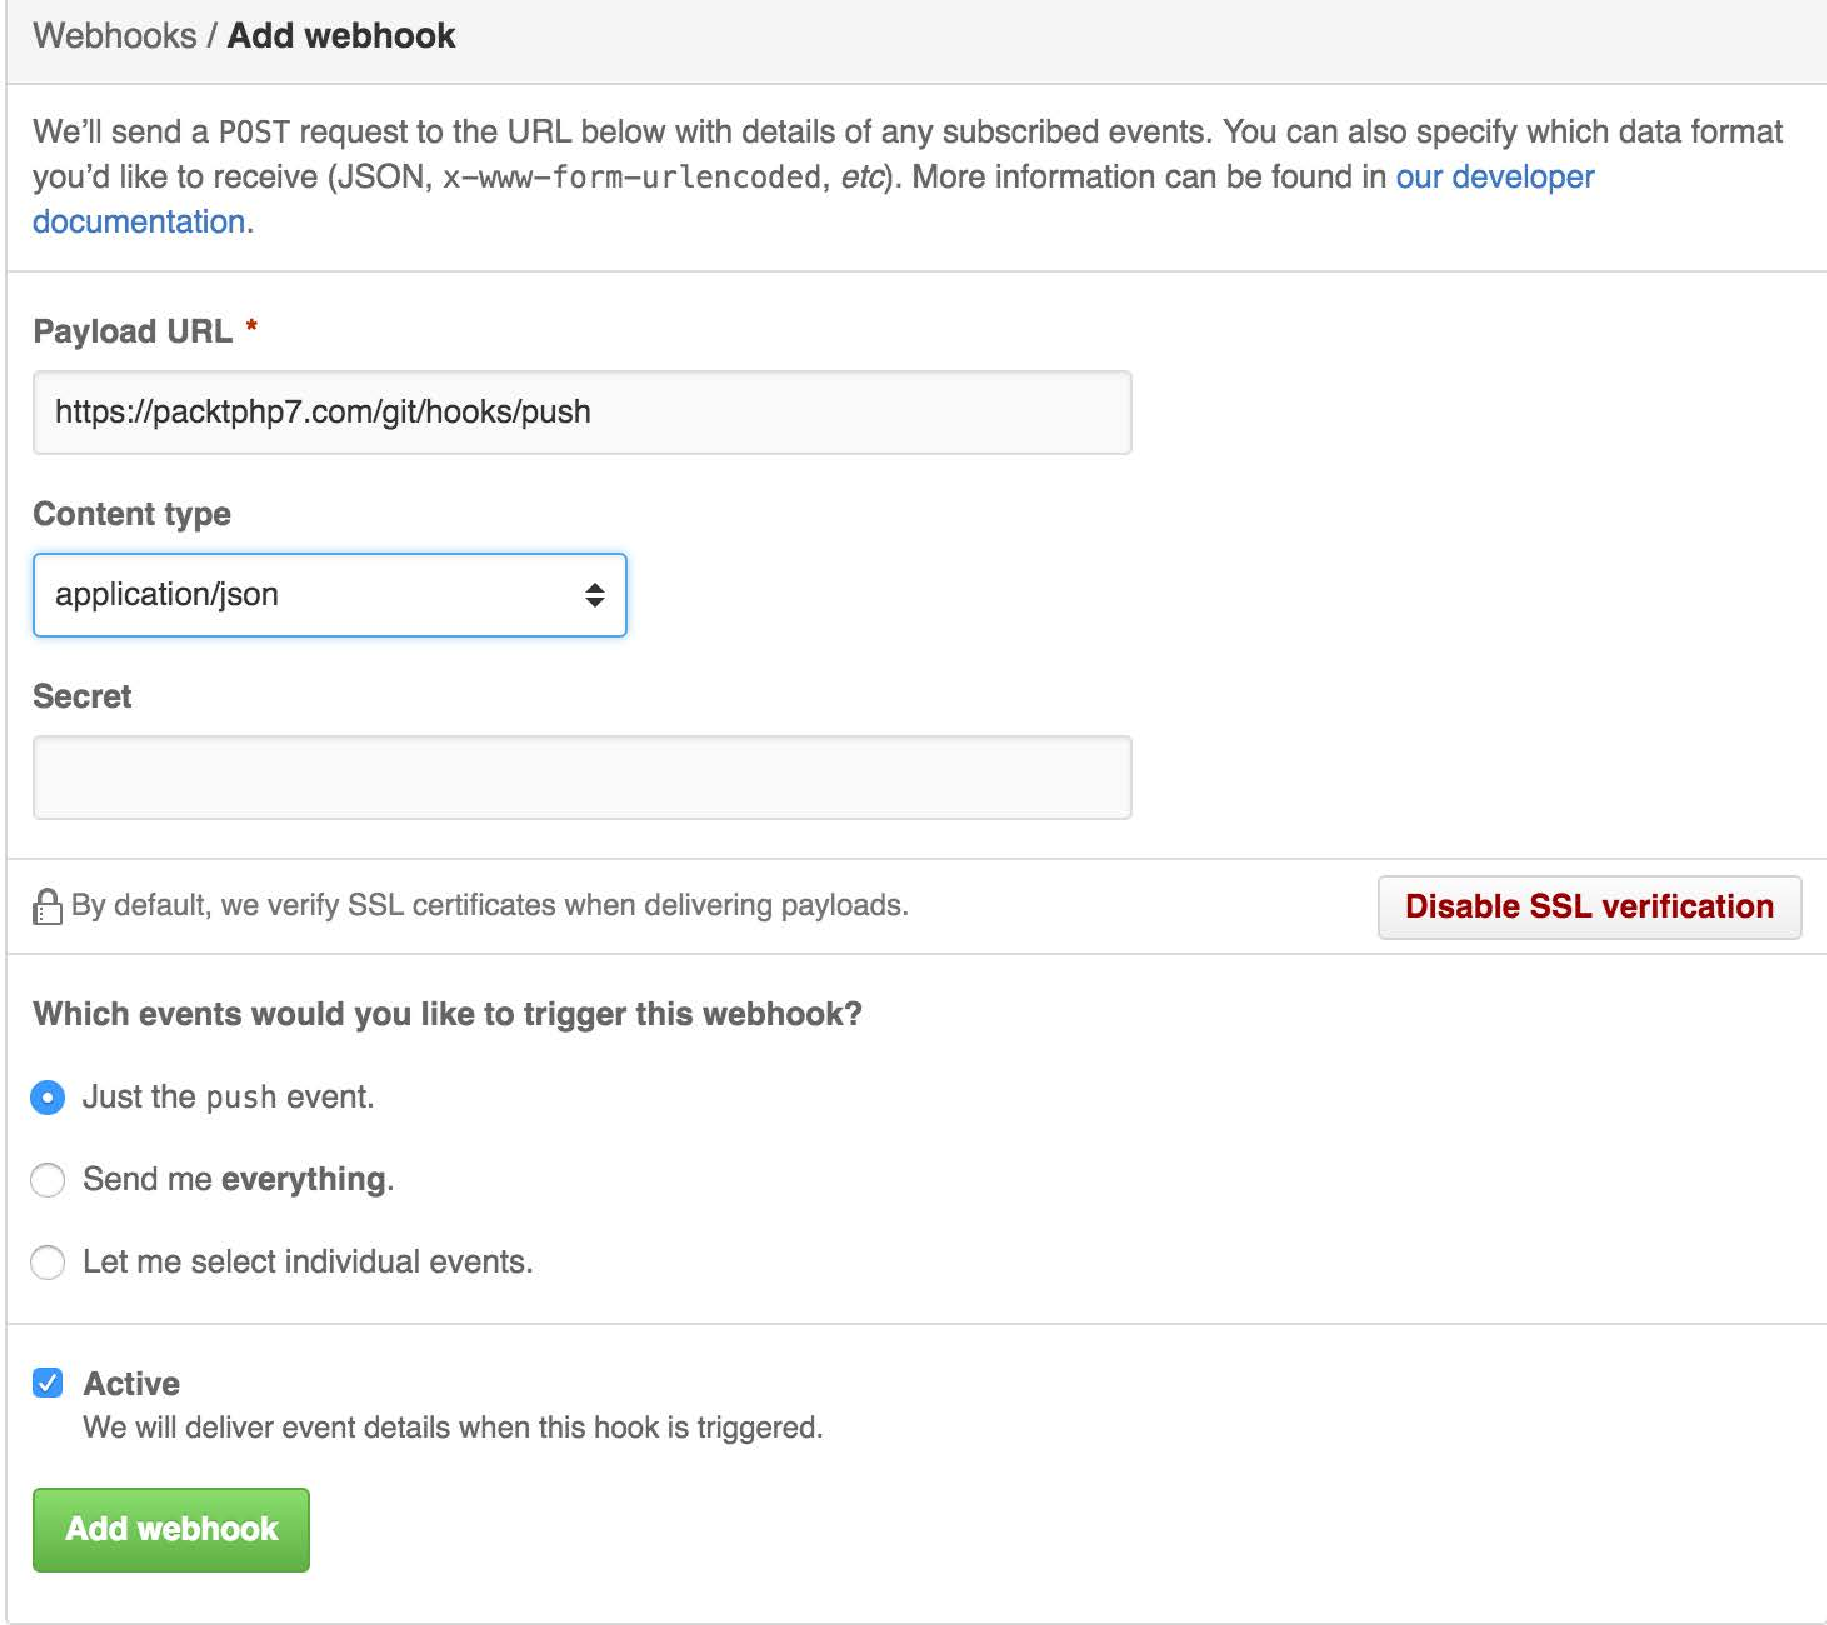 Webhooks / Add webhook
We'll send a POST request to the URL below with details of any subscribed events. You can also specify which data format
you'd like to receive (JSON, x-www-form-urlencoded, etc). More information can be found in our developer
documentation.
Payload URL *
https://packtphp7.com/git/hooks/push
Content type
application/json
Secret
By default, we verify SSL certificates when delivering payloads.
Disable SSL verification
Which events would you like to trigger this webhook?
Just the push event.
Send me everything.
Let me select individual events.
Active
We will deliver event details when this hook is triggered.
Add webhook